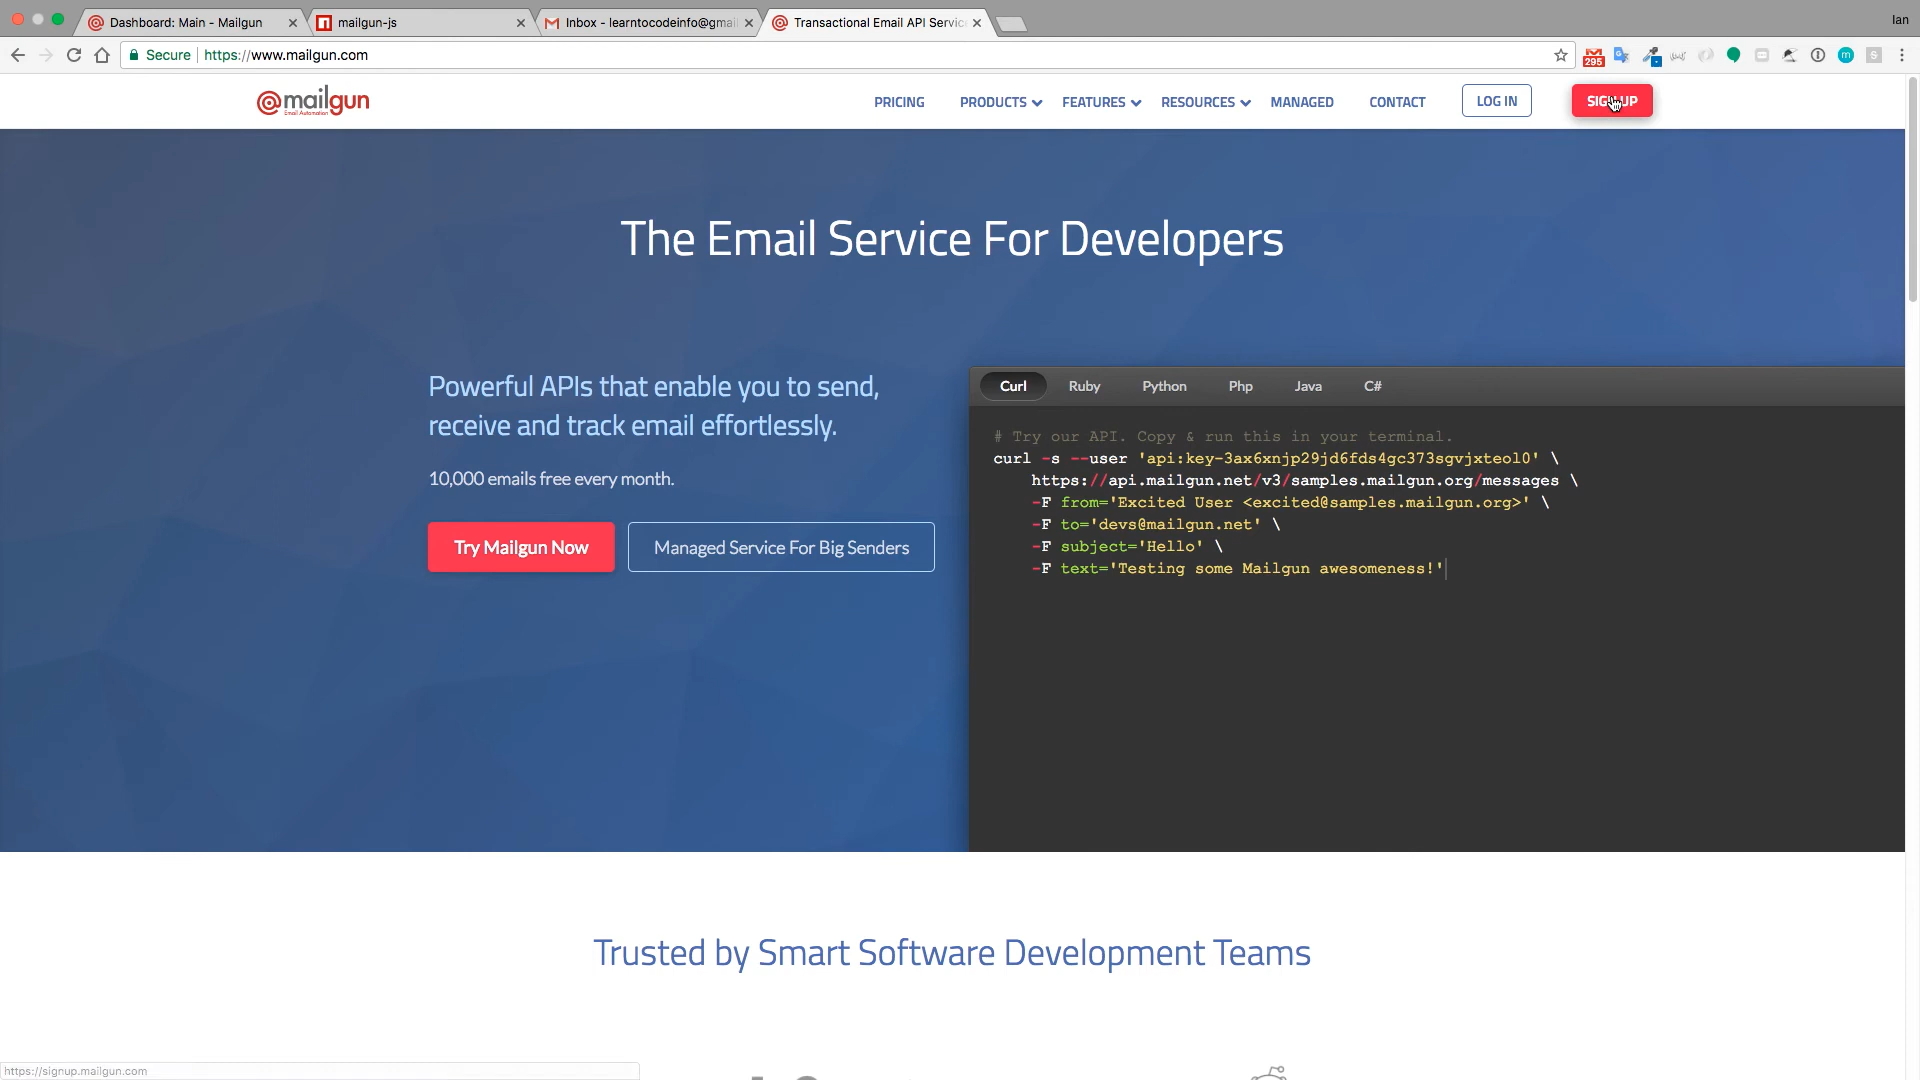 Ian
Dashboard: Main - Mailgun
mailgun-js
Inbox - learntocodeinfo@gmai
Transactional Email API Servic
Secure
https://www.mailgun.com
295
@mailgun
Email Automation
PRICING
PRODUCTS
FEATURES
RESOURCES
MANAGED
CONTACT
LOG IN
SIGN UP
The Email Service For Developers
Powerful APIs that enable you to send,
receive and track email effortlessly.
10,000 emails free every month.
Try Mailgun Now
Managed Service For Big Senders
Curl
Ruby
Python
Php
Java
C#
# Try our API. Copy & run this in your terminal.
curl -s --user 'api:key-3ax6xnjp29jd6fds4gc373sgvjxteol0' \
https://api.mailgun.net/v3/samples.mailgun.org/messages \
-F from='Excited User <excited@samples.mailgun.org>' \
-F to='devs@mailgun.net' \
-F subject='Hello' \
-F text='Testing some Mailgun awesomeness!'
Trusted by Smart Software Development Teams
https://signup.mailgun.com